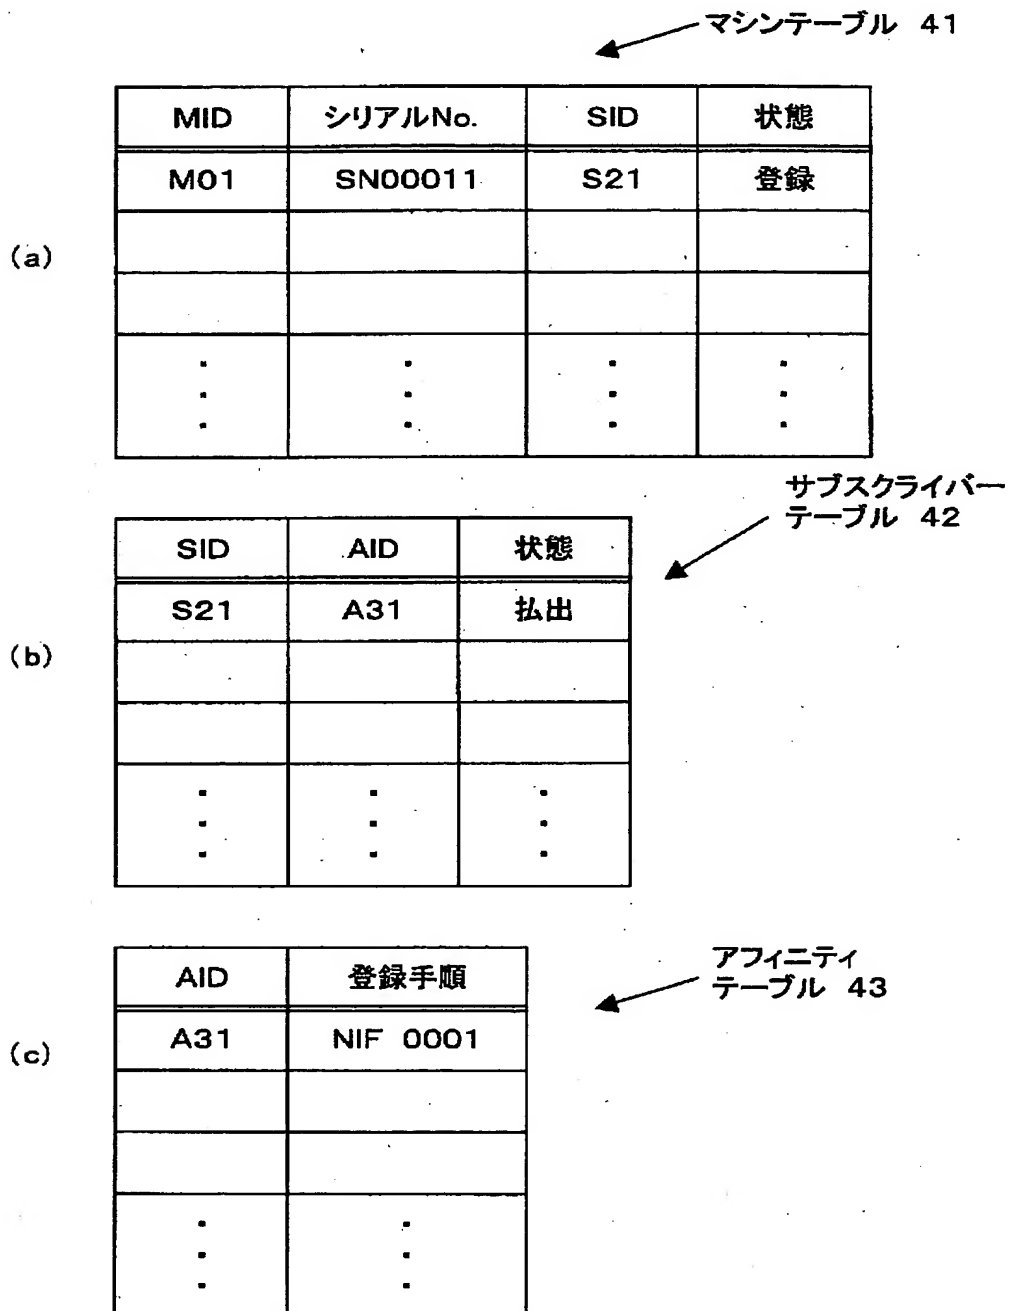 マシンテーブル 41
MID シリアルNo. SID 状態
M01 SN00011 S21 登録
(a)
サブスクライバー
テーブル 42
SID AID 状態
S21 A31 払出
(b)
アフィニティ
テーブル 43
AID 登録手順
A31 NIF 0001
(c)